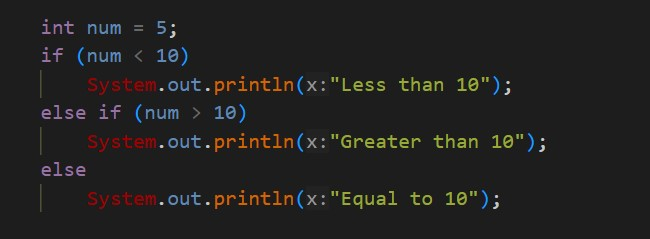 int num = 5;
if (num < 10)
System.out.println(x:"Less than 10");
else if (num > 10)
System.out.println(x:"Greater than 10");
else
System.out.println(x:"Equal to 10");